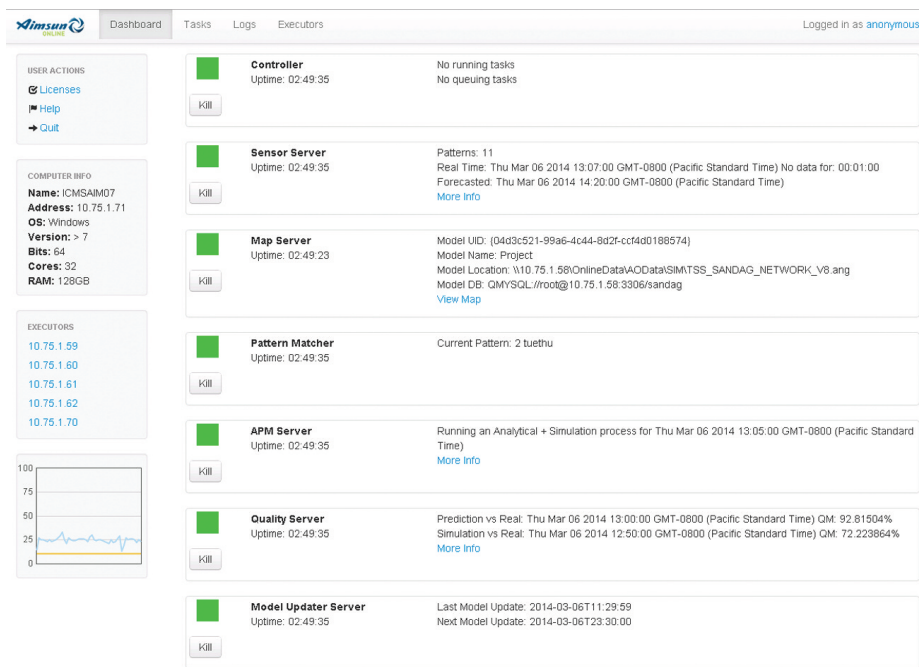 Aimsun
ONLINE
Dashboard
Tasks
Logs
Executors
Logged in as anonymous
USER ACTIONS
Licenses
Help
Quit
COMPUTER INFO
Name: ICMSAIM07
Address: 10.75.1.71
OS: Windows
Version: > 7
Bits: 64
Cores: 32
RAM: 128GB
EXECUTORS
10.75.1.59
10.75.1.60
10.75.1.61
10.75.1.62
10.75.1.70
100
75
50
25
0
Controller
Uptime: 02:49:35
Kill
No running tasks
No queuing tasks
Sensor Server
Uptime: 02:49:35
Kill
Patterns: 11
Real Time: Thu Mar 06 2014 13:07:00 GMT-0800 (Pacific Standard Time) No data for: 00:01:00
Forecasted: Thu Mar 06 2014 14:20:00 GMT-0800 (Pacific Standard Time)
More Info
Map Server
Uptime: 02:49:23
Kill
Model UID: {04d3c521-99a6-4c44-8d2f-ccf4d0188574}
Model Name: Project
Model Location: \\10.75.1.58\OnlineData\AOData\SIM\TSS_SANDAG_NETWORK_V8.ang
Model DB: QMYSQL://root@10.75.1.58:3306/sandag
View Map
Pattern Matcher
Uptime: 02:49:35
Kill
Current Pattern: 2 tuethu
APM Server
Uptime: 02:49:35
Kill
Running an Analytical + Simulation process for Thu Mar 06 2014 13:05:00 GMT-0800 (Pacific Standard
Time)
More Info
Quality Server
Uptime: 02:49:35
Kill
Prediction vs Real: Thu Mar 06 2014 13:00:00 GMT-0800 (Pacific Standard Time) QM: 92.81504%
Simulation vs Real: Thu Mar 06 2014 12:50:00 GMT-0800 (Pacific Standard Time) QM: 72.223864%
More Info
Model Updater Server
Uptime: 02:49:35
Kill
Last Model Update: 2014-03-06T11:29:59
Next Model Update: 2014-03-06T23:30:00